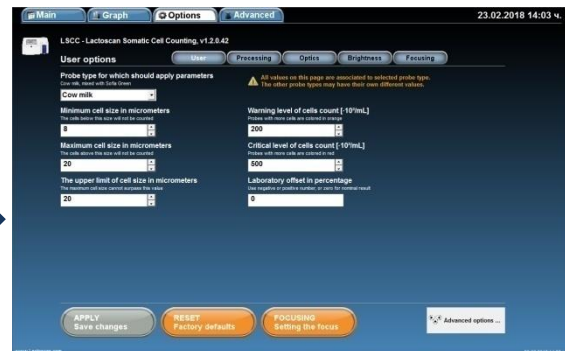 Main Graph Options Advanced 23.02.2018 14:03 ч.
LSCC - Lactoscan Somatic Cell Counting, v1.2.0.42
User options User Processing Optics Brightness Focusing
Probe type for which should apply parameters
Cow milk, mixed with Sofia Green
Cow milk
All values on this page are associated to selected probe type.
The other probe types may have their own different values.
Minimum cell size in micrometers
The cells below this size will not be counted
8
Warning level of cells count [·10³/mL]
Probes with more cells are colored in orange
200
Maximum cell size in micrometers
The cells above this size will not be counted
20
Critical level of cells count [·10³/mL]
Probes with more cells are colored in red
500
The upper limit of cell size in micrometers
The maximum cell size cannot surpass this value
20
Laboratory offset in percentage
Use negative or positive number, or zero for nominal result
0
APPLY
Save changes
RESET
Factory defaults
FOCUSING
Setting the focus
Advanced options ...